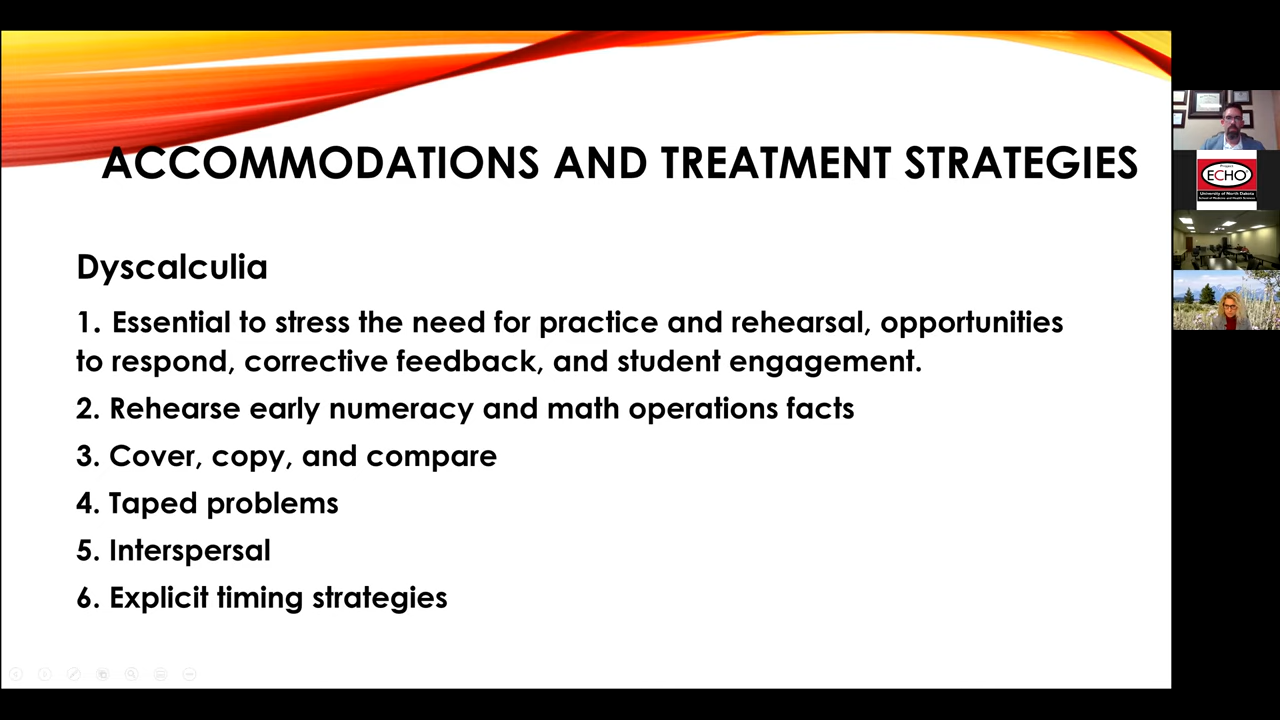 ACCOMMODATIONS AND TREATMENT STRATEGIES
Dyscalculia
1. Essential to stress the need for practice and rehearsal, opportunities
to respond, corrective feedback, and student engagement.
2. Rehearse early numeracy and math operations facts
3. Cover, copy, and compare
4. Taped problems
5. Interspersal
6. Explicit timing strategies
Project
ECHO
University of North Dakota
School of Medicine and Health Sciences